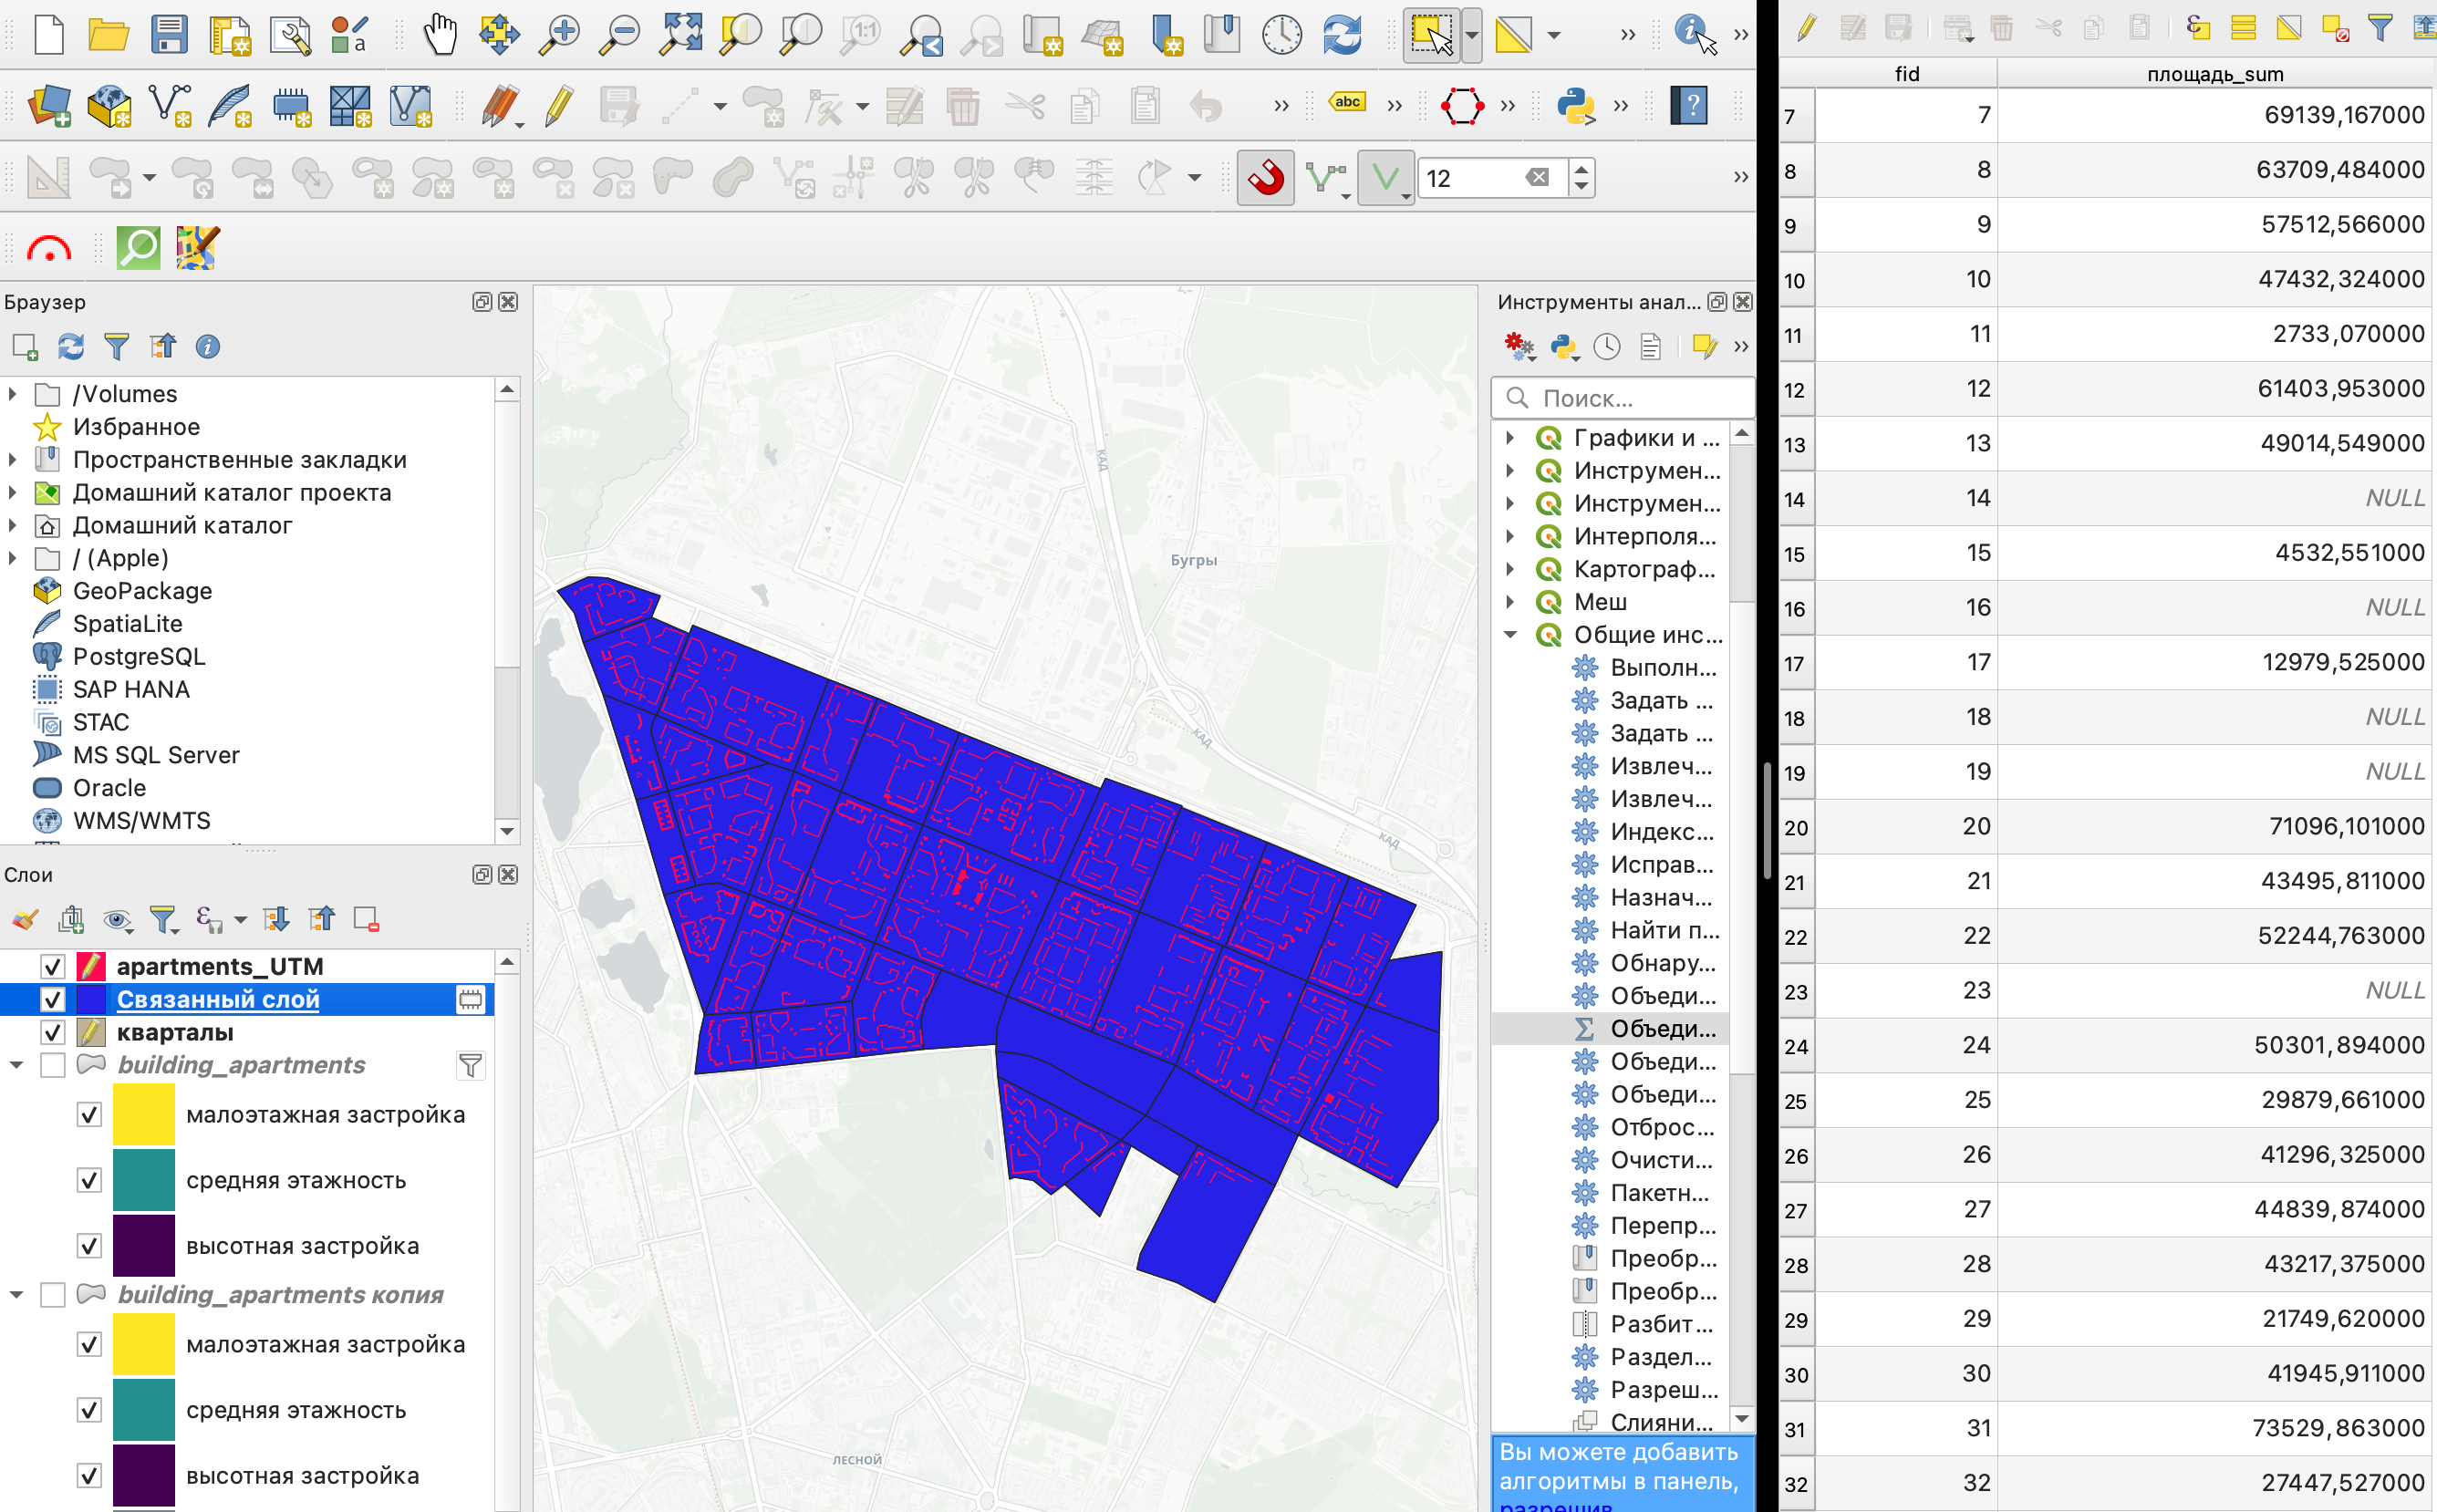 a
1:1
abc
?
12
Браузер
/Volumes
Избранное
Пространственные закладки
Домашний каталог проекта
Домашний каталог
/ (Apple)
GeoPackage
SpatiaLite
PostgreSQL
SAP HANA
STAC
MS SQL Server
Oracle
WMS/WMTS
Слои
apartments_UTM
Связанный слой
кварталы
building_apartments
малоэтажная застройка
средняя этажность
высотная застройка
building_apartments копия
малоэтажная застройка
средняя этажность
высотная застройка
КАД
Бугры
КАД
КАД
ЛЕСНОЙ
Инструменты анал...
Поиск...
Графики и ...
Инструмен...
Инструмен...
Интерполя...
Картограф...
Меш
Общие инс...
Выполн...
Задать ...
Задать ...
Извлеч...
Извлеч...
Индекс...
Исправ...
Назнач...
Найти п...
Обнару...
Объеди...
Объеди...
Объеди...
Объеди...
Отброс...
Очисти...
Пакетн...
Перепр...
Преобр...
Преобр...
Разбит...
Раздел...
Разреш...
Слияни...
Вы можете добавить
алгоритмы в панель,
разрешив
fid площадь_sum
7 7 69139,167000
8 8 63709,484000
9 9 57512,566000
10 10 47432,324000
11 11 2733,070000
12 12 61403,953000
13 13 49014,549000
14 14 NULL
15 15 4532,551000
16 16 NULL
17 17 12979,525000
18 18 NULL
19 19 NULL
20 20 71096,101000
21 21 43495,811000
22 22 52244,763000
23 23 NULL
24 24 50301,894000
25 25 29879,661000
26 26 41296,325000
27 27 44839,874000
28 28 43217,375000
29 29 21749,620000
30 30 41945,911000
31 31 73529,863000
32 32 27447,527000